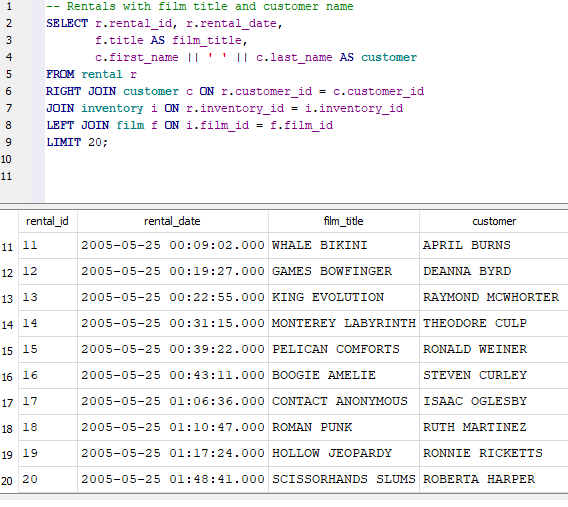 1 -- Rentals with film title and customer name
2 SELECT r.rental_id, r.rental_date,
3 f.title AS film_title,
4 c.first_name || ' ' || c.last_name AS customer
5 FROM rental r
6 RIGHT JOIN customer c ON r.customer_id = c.customer_id
7 JOIN inventory i ON r.inventory_id = i.inventory_id
8 LEFT JOIN film f ON i.film_id = f.film_id
9 LIMIT 20;
10
11
rental_id rental_date film_title customer
11 11 2005-05-25 00:09:02.000 WHALE BIKINI APRIL BURNS
12 12 2005-05-25 00:19:27.000 GAMES BOWFINGER DEANNA BYRD
13 13 2005-05-25 00:22:55.000 KING EVOLUTION RAYMOND MCWHORTER
14 14 2005-05-25 00:31:15.000 MONTEREY LABYRINTH THEODORE CULP
15 15 2005-05-25 00:39:22.000 PELICAN COMFORTS RONALD WEINER
16 16 2005-05-25 00:43:11.000 BOOGIE AMELIE STEVEN CURLEY
17 17 2005-05-25 01:06:36.000 CONTACT ANONYMOUS ISAAC OGLESBY
18 18 2005-05-25 01:10:47.000 ROMAN PUNK RUTH MARTINEZ
19 19 2005-05-25 01:17:24.000 HOLLOW JEOPARDY RONNIE RICKETTS
20 20 2005-05-25 01:48:41.000 SCISSORHANDS SLUMS ROBERTA HARPER